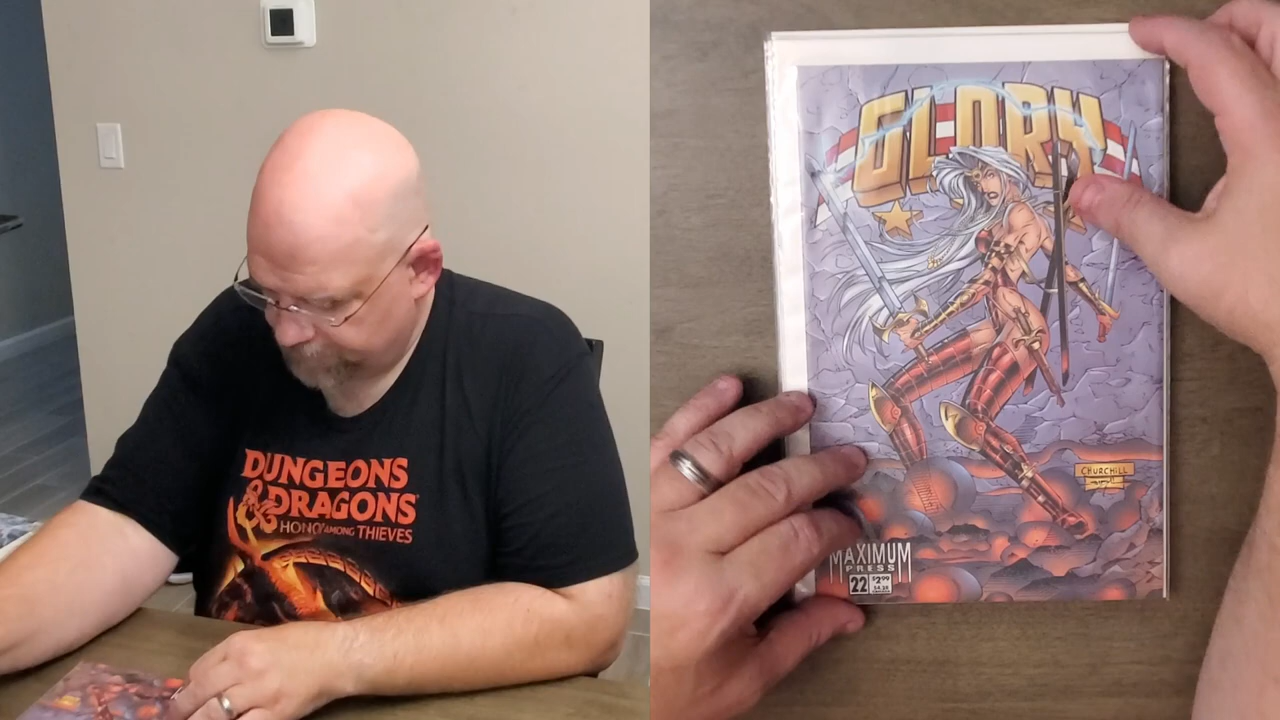 DUNGEONS
& DRAGONS
HONOR AMONG THIEVES
GLORY
CHURCHILL
MAXIMUM
PRESS
22
$2.99